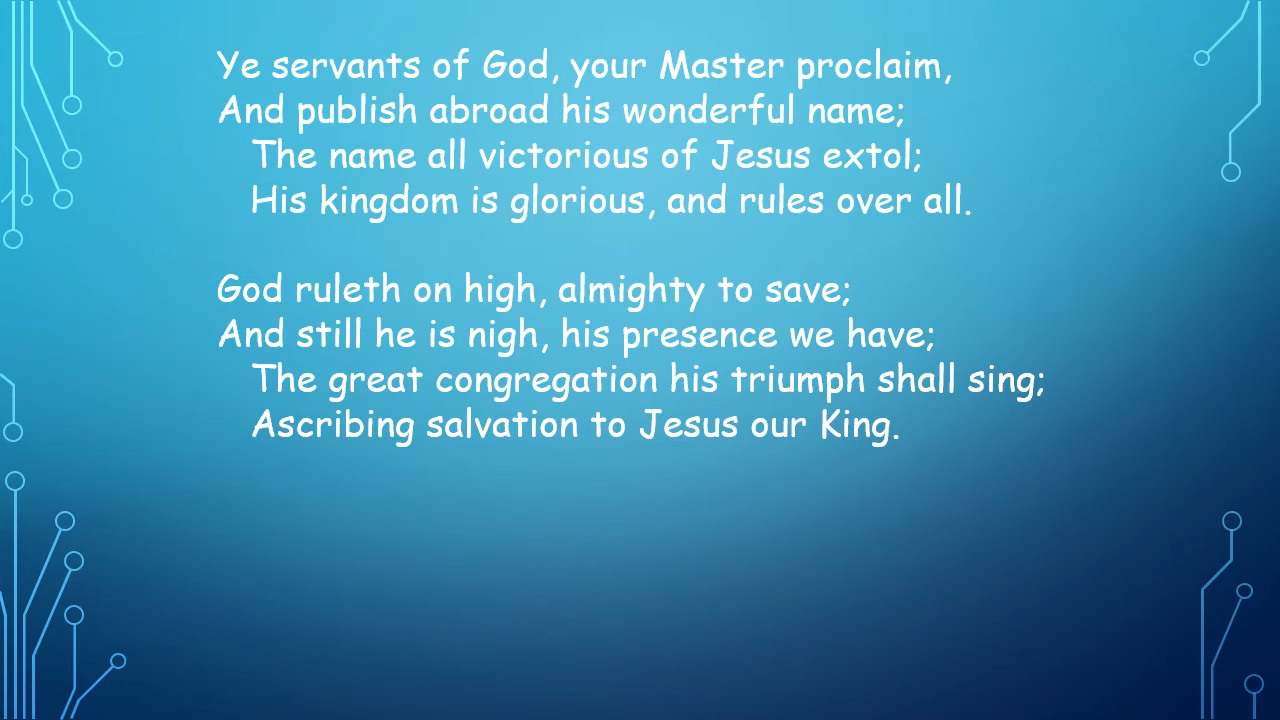 Ye servants of God, your Master proclaim,
And publish abroad his wonderful name;
The name all victorious of Jesus extol;
His kingdom is glorious, and rules over all.
God ruleth on high, almighty to save;
And still he is nigh, his presence we have;
The great congregation his triumph shall sing;
Ascribing salvation to Jesus our King.